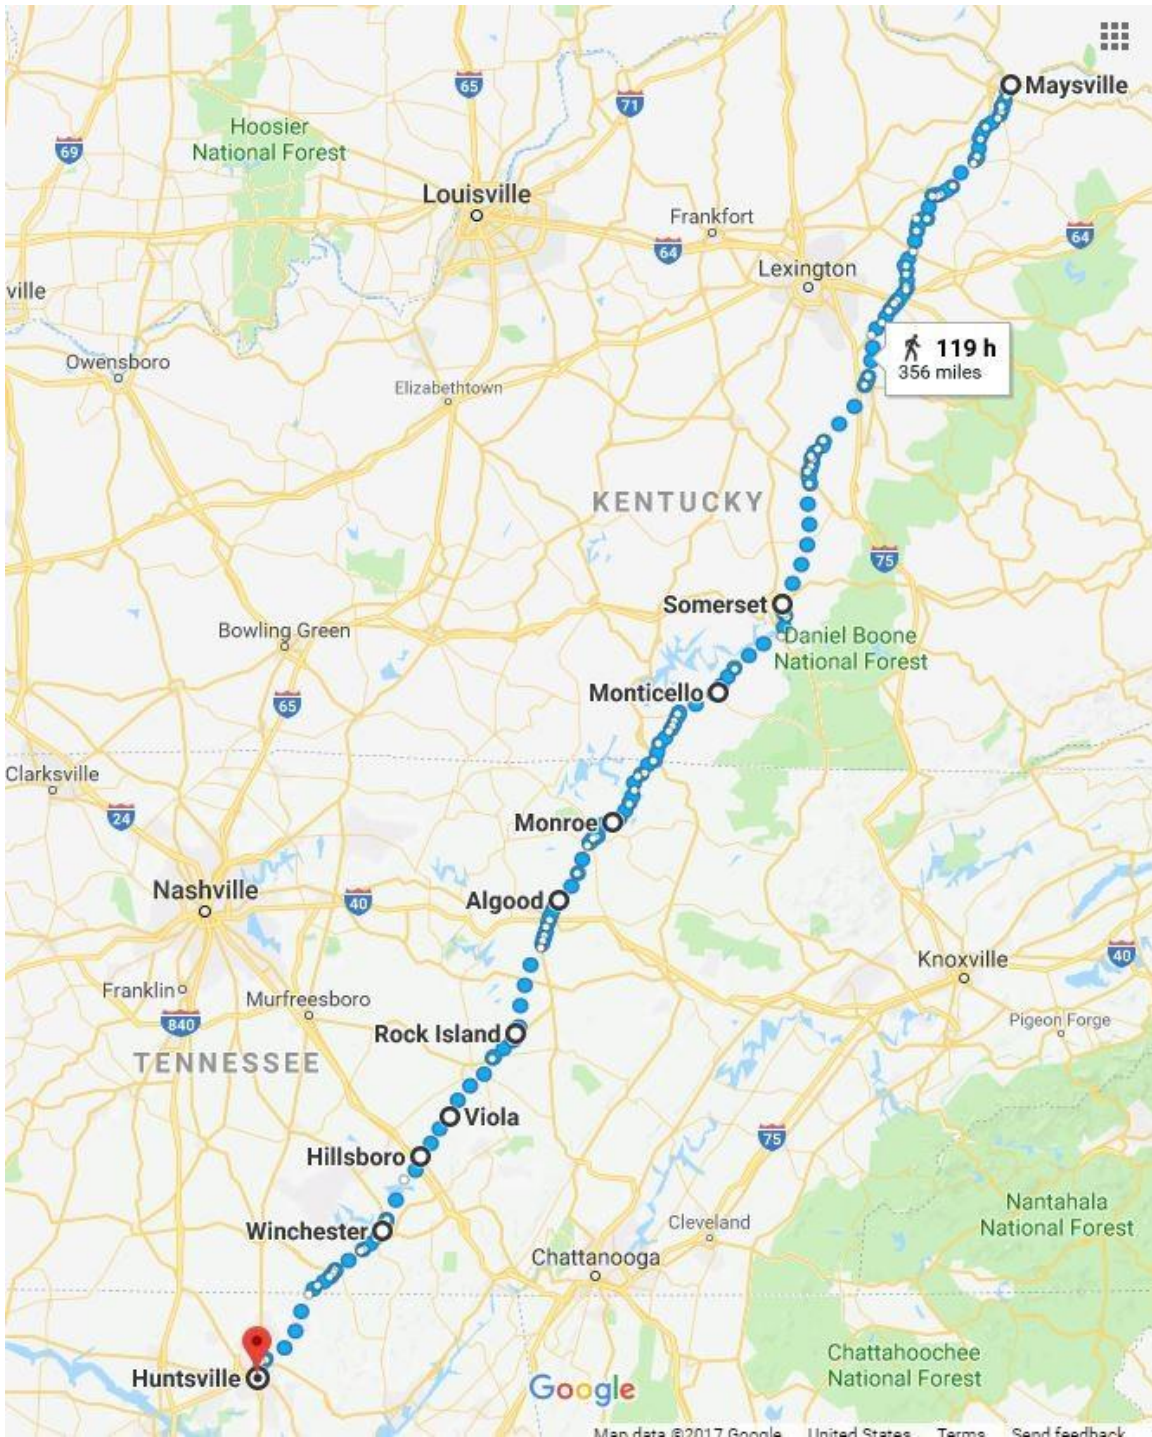 Maysville
65
71
Hoosier
National Forest
69
Louisville
Frankfort
64
64
Lexington
ville
119 h
356 miles
Owensboro
Elizabethtown
KENTUCKY
75
Somerset
Bowling Green
Daniel Boone
National Forest
Monticello
65
Clarksville
24
Monroe
Nashville
40
Algood
Knoxville
40
Franklin
Murfreesboro
840
Pigeon Forge
Rock Island
TENNESSEE
Viola
75
Hillsboro
Nantahala
National Forest
Winchester
Cleveland
Chattanooga
Chattahoochee
National Forest
Huntsville
Google
Map data ©2017 Google United States Terms Send feedback